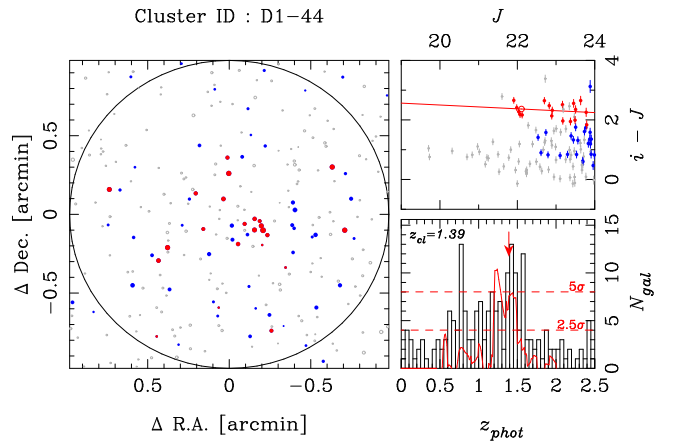 Cluster ID : D1−44
J
20 22 24
0 2 4
i − J
0.5 0 −0.5
Δ Dec. [arcmin]
0.5 0 −0.5
Δ R.A. [arcmin]
z_cl=1.39
5σ
2.5σ
0 5 10 15
N_gal
0 0.5 1 1.5 2 2.5
z_phot